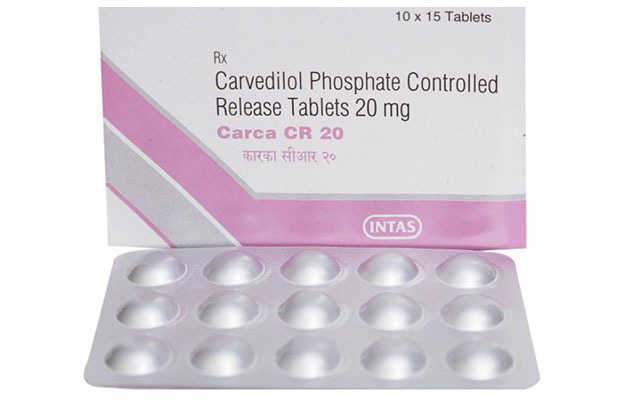 10 x 15 Tablets
Rx
Carvedilol Phosphate Controlled
Release Tablets 20 mg
Carca CR 20
कारका सीआर २०
INTAS